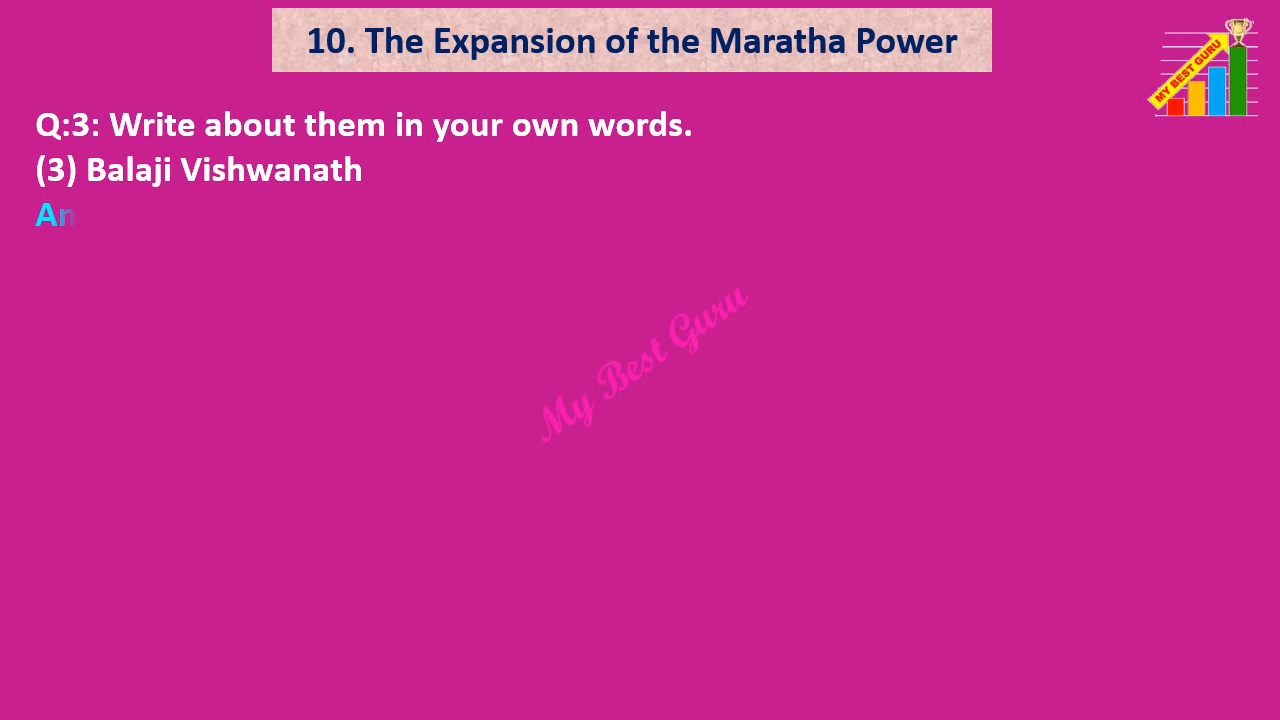 10. The Expansion of the Maratha Power
MY BEST GURU
Q:3: Write about them in your own words.
(3) Balaji Vishwanath
An
My Best Guru